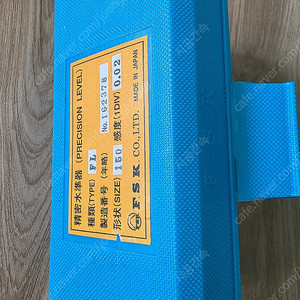 精密水準器 (PRECISION LEVEL)
種類(TYPE) FL
製造番号(年略) No.162378
形状(SIZE) 150 感度(1DIV) 0.02
FSK CO.,LTD. MADE IN JAPAN